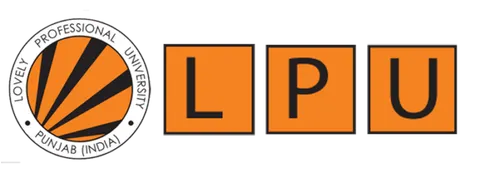 LOVELY PROFESSIONAL UNIVERSITY
• PUNJAB (INDIA) •
L P U